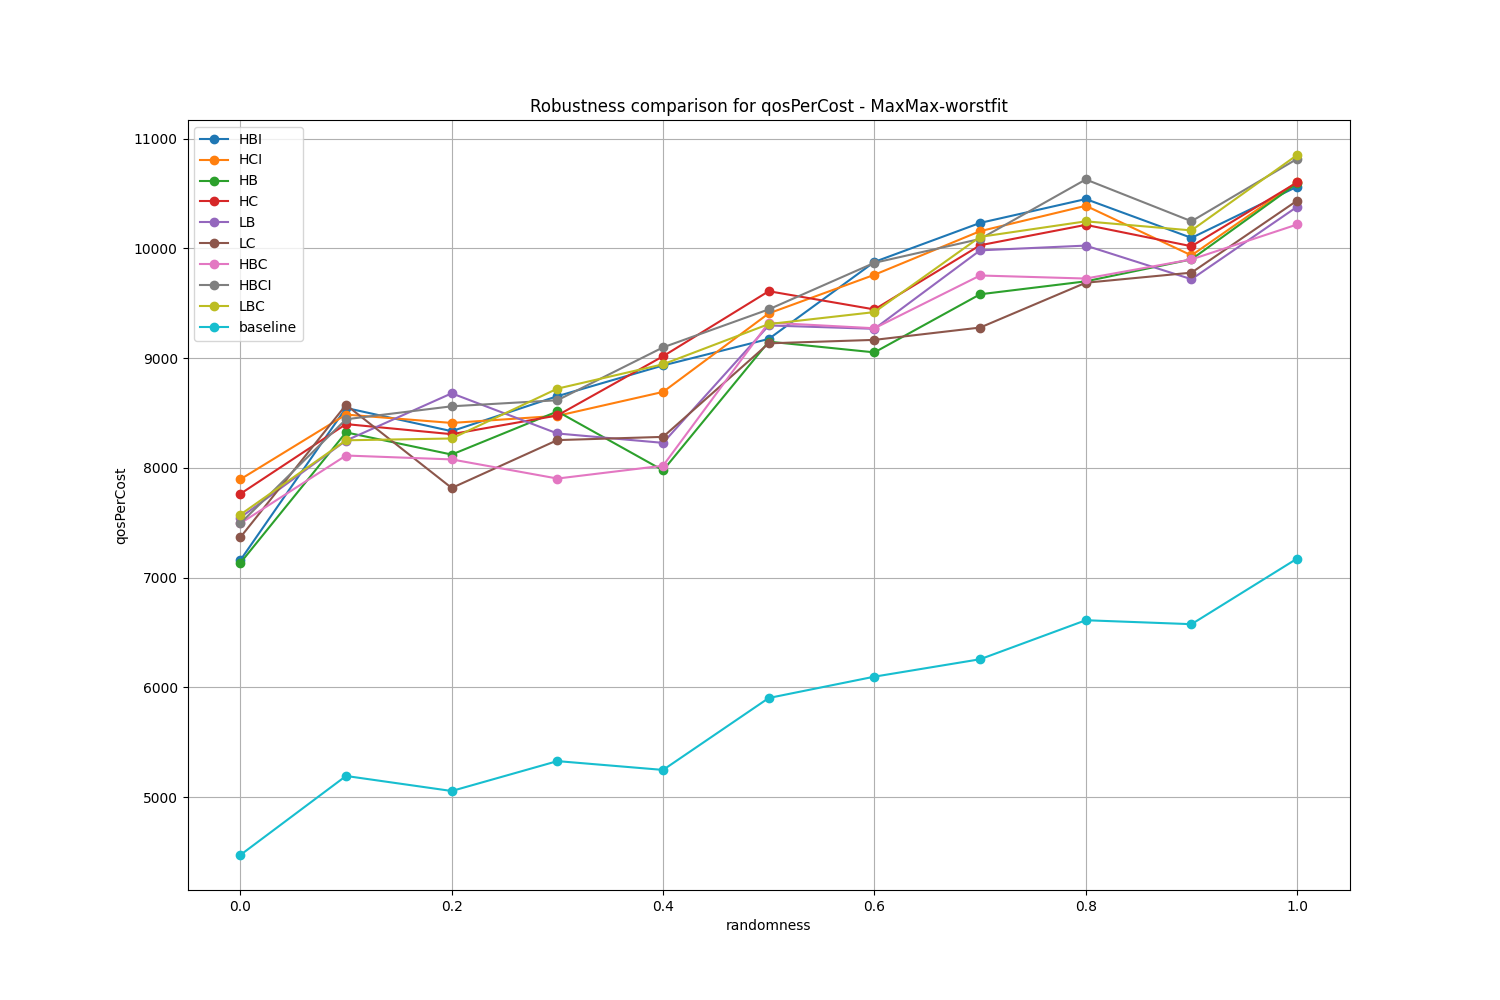 Robustness comparison for qosPerCost - MaxMax-worstfit
11000
10000
9000
8000
7000
6000
5000
qosPerCost
HBI
HCI
HB
HC
LB
LC
HBC
HBCI
LBC
baseline
0.0 0.2 0.4 0.6 0.8 1.0
randomness